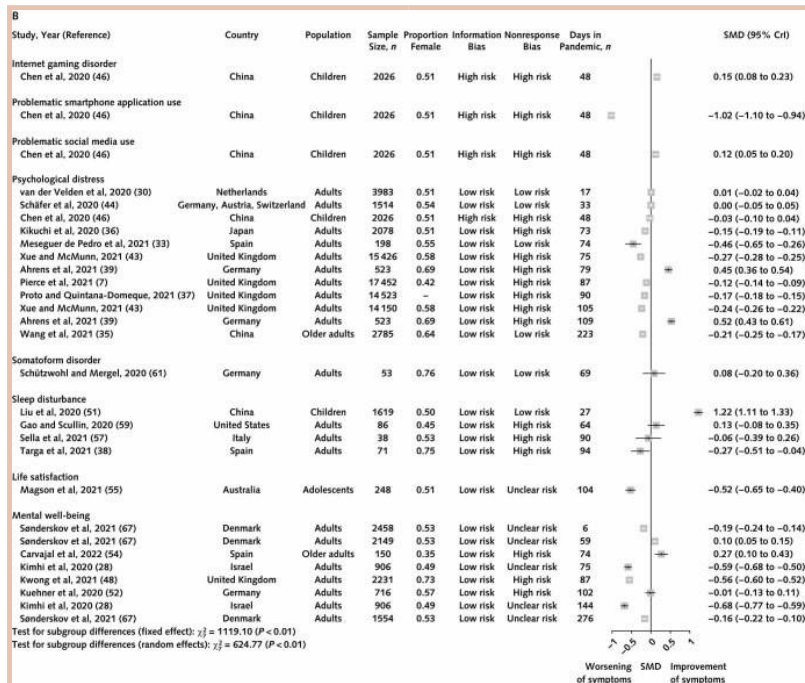 B
Study, Year (Reference) Country Population Sample Size, n Proportion Female Information Bias Nonresponse Bias Days in Pandemic, n SMD (95% CrI)
Internet gaming disorder
Chen et al, 2020 (46) China Children 2026 0.51 High risk High risk 48 0.15 (0.08 to 0.23)
Problematic smartphone application use
Chen et al, 2020 (46) China Children 2026 0.51 High risk High risk 48 −1.02 (−1.10 to −0.94)
Problematic social media use
Chen et al, 2020 (46) China Children 2026 0.51 High risk High risk 48 0.12 (0.05 to 0.20)
Psychological distress
van der Velden et al, 2020 (30) Netherlands Adults 3983 0.51 Low risk Low risk 17 0.01 (−0.02 to 0.04)
Schäfer et al, 2020 (44) Germany, Austria, Switzerland Adults 1514 0.54 Low risk Low risk 33 0.00 (−0.05 to 0.05)
Chen et al, 2020 (46) China Children 2026 0.51 High risk High risk 48 −0.03 (−0.10 to 0.04)
Kikuchi et al, 2020 (36) Japan Adults 2078 0.51 Low risk Low risk 73 −0.15 (−0.19 to −0.11)
Meseguer de Pedro et al, 2021 (33) Spain Adults 198 0.55 Low risk Low risk 74 −0.46 (−0.65 to −0.26)
Xue and McMunn, 2021 (43) United Kingdom Adults 15 426 0.58 Low risk High risk 75 −0.27 (−0.28 to −0.25)
Ahrens et al, 2021 (39) Germany Adults 523 0.69 Low risk High risk 79 0.45 (0.36 to 0.54)
Pierce et al, 2021 (7) United Kingdom Adults 17 452 0.42 Low risk High risk 87 −0.12 (−0.14 to −0.09)
Proto and Quintana-Domeque, 2021 (37) United Kingdom Adults 14 523 – Low risk High risk 90 −0.17 (−0.18 to −0.15)
Xue and McMunn, 2021 (43) United Kingdom Adults 14 150 0.58 Low risk High risk 105 −0.24 (−0.26 to −0.22)
Ahrens et al, 2021 (39) Germany Adults 523 0.69 Low risk High risk 109 0.52 (0.43 to 0.61)
Wang et al, 2021 (35) China Older adults 2785 0.64 Low risk Low risk 223 −0.21 (−0.25 to −0.17)
Somatoform disorder
Schützwohl and Mergel, 2020 (61) Germany Adults 53 0.76 Low risk Low risk 69 0.08 (−0.20 to 0.36)
Sleep disturbance
Liu et al, 2020 (51) China Children 1619 0.50 Low risk Low risk 27 1.22 (1.11 to 1.33)
Gao and Scullin, 2020 (59) United States Adults 86 0.45 Low risk High risk 64 0.13 (−0.08 to 0.35)
Sella et al, 2021 (57) Italy Adults 38 0.53 Low risk High risk 90 −0.06 (−0.39 to 0.26)
Targa et al, 2021 (38) Spain Adults 71 0.75 Low risk High risk 94 −0.27 (−0.51 to −0.04)
Life satisfaction
Magson et al, 2021 (55) Australia Adolescents 248 0.51 Low risk Unclear risk 104 −0.52 (−0.65 to −0.40)
Mental well-being
Sønderskov et al, 2021 (67) Denmark Adults 2458 0.53 Low risk Unclear risk 6 −0.19 (−0.24 to −0.14)
Sønderskov et al, 2021 (67) Denmark Adults 2149 0.53 Low risk Unclear risk 59 0.10 (0.05 to 0.15)
Carvajal et al, 2022 (54) Spain Older adults 150 0.35 Low risk High risk 74 0.27 (0.10 to 0.43)
Kimhi et al, 2020 (28) Israel Adults 906 0.49 Low risk Unclear risk 75 −0.59 (−0.68 to −0.50)
Kwong et al, 2021 (48) United Kingdom Adults 2231 0.73 Low risk High risk 87 −0.56 (−0.60 to −0.52)
Kuehner et al, 2020 (52) Germany Adults 716 0.57 Low risk High risk 102 −0.01 (−0.13 to 0.11)
Kimhi et al, 2020 (28) Israel Adults 906 0.49 Low risk Unclear risk 144 −0.68 (−0.77 to −0.59)
Sønderskov et al, 2021 (67) Denmark Adults 1554 0.53 Low risk Unclear risk 276 −0.16 (−0.22 to −0.10)
Test for subgroup differences (fixed effect): χ²₇ = 1119.10 (P < 0.01)
Test for subgroup differences (random effects): χ²₇ = 624.77 (P < 0.01)
−1 −0.5 0 0.5 1
Worsening of symptoms SMD Improvement of symptoms